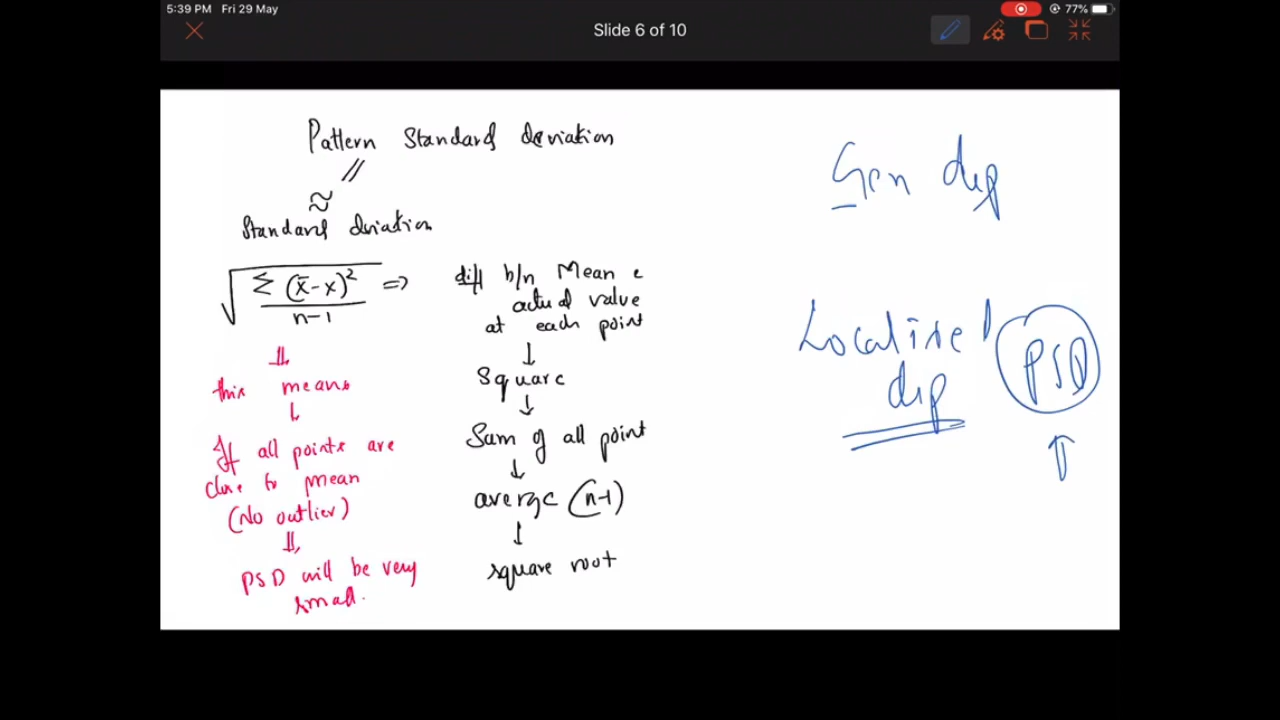 5:39 PM Fri 29 May
77%
Slide 6 of 10
Pattern Standard deviation
≈
Standard deviation
√ Σ (x̄-x)² / n-1 ⇒
this means
If all points are
close to mean
(No outlier)
PSD will be very
small.
diff b/n Mean &
actual value
at each point
↓
Square
↓
Sum of all point
↓
averge (n-1)
↓
square root
Gen dep
Localised
dep
PSD
↑